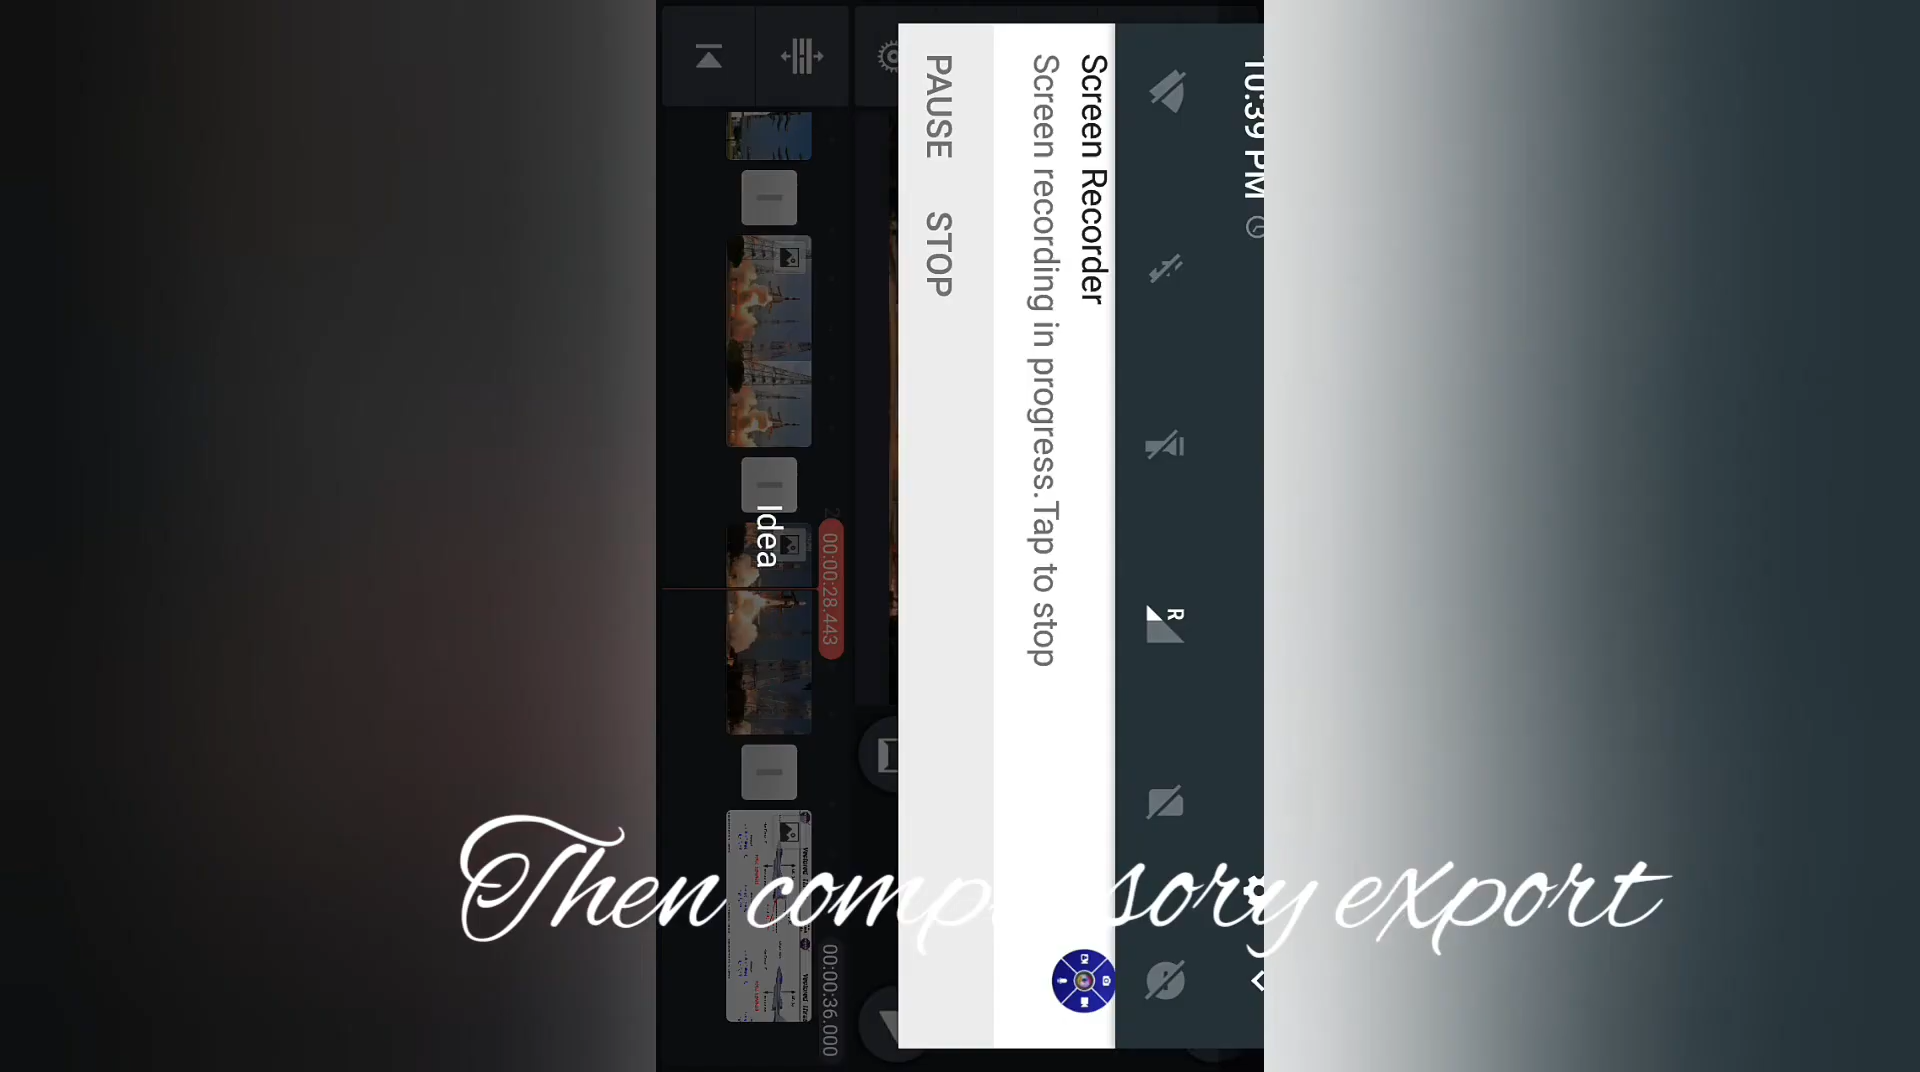 10:39 PM
R
Screen Recorder
Screen recording in progress.Tap to stop
PAUSE STOP
00:00:28.443
00:00:36.000
Idea
Then compulsory export